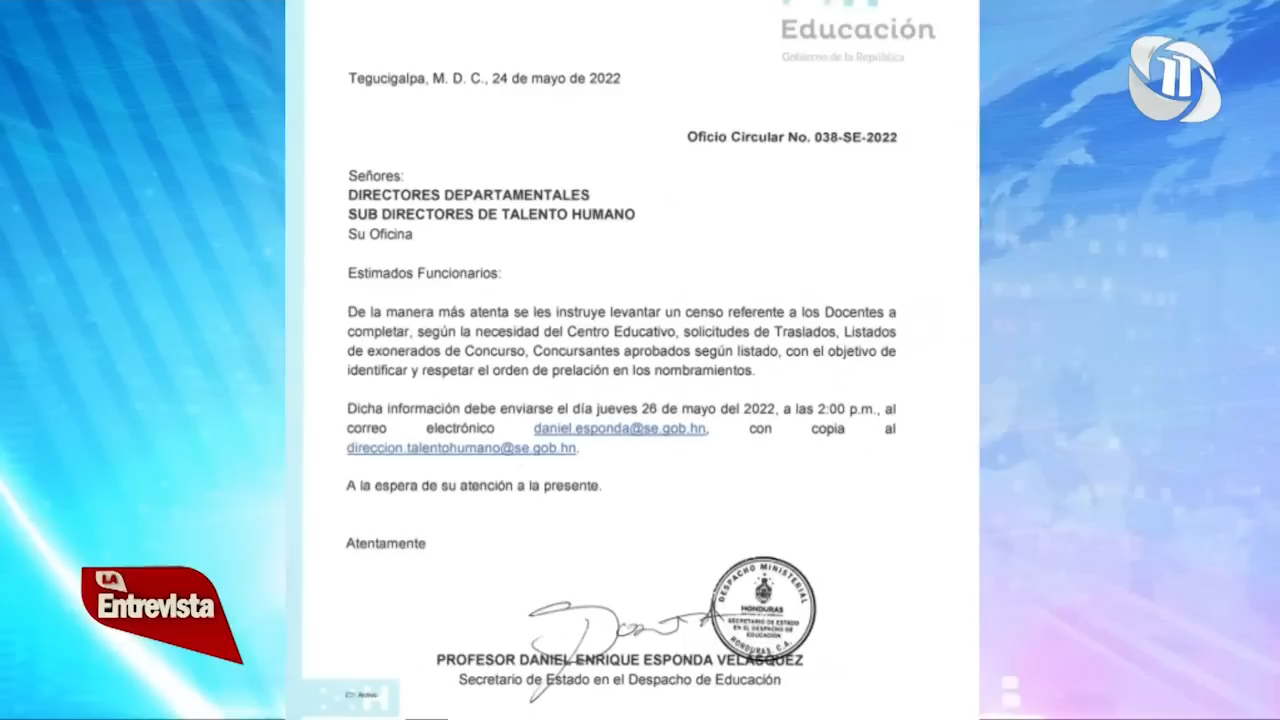 Educación
Gobierno de la República
Tegucigalpa, M. D. C., 24 de mayo de 2022
Oficio Circular No. 038-SE-2022
Señores:
DIRECTORES DEPARTAMENTALES
SUB DIRECTORES DE TALENTO HUMANO
Su Oficina
Estimados Funcionarios:
De la manera más atenta se les instruye levantar un censo referente a los Docentes a
completar, según la necesidad del Centro Educativo, solicitudes de Traslados, Listados
de exonerados de Concurso, Concursantes aprobados según listado, con el objetivo de
identificar y respetar el orden de prelación en los nombramientos.
Dicha información debe enviarse el día jueves 26 de mayo del 2022, a las 2:00 p.m., al
correo electrónico daniel.esponda@se.gob.hn, con copia al
direccion.talentohumano@se.gob.hn.
A la espera de su atención a la presente.
Atentamente
DESPACHO MINISTERIAL
HONDURAS
SECRETARIO DE ESTADO
EN EL DESPACHO DE
EDUCACIÓN
HONDURAS, C.A.
PROFESOR DANIEL ENRIQUE ESPONDA VELASQUEZ
Secretario de Estado en el Despacho de Educación
Archivo
LA
Entrevista
11